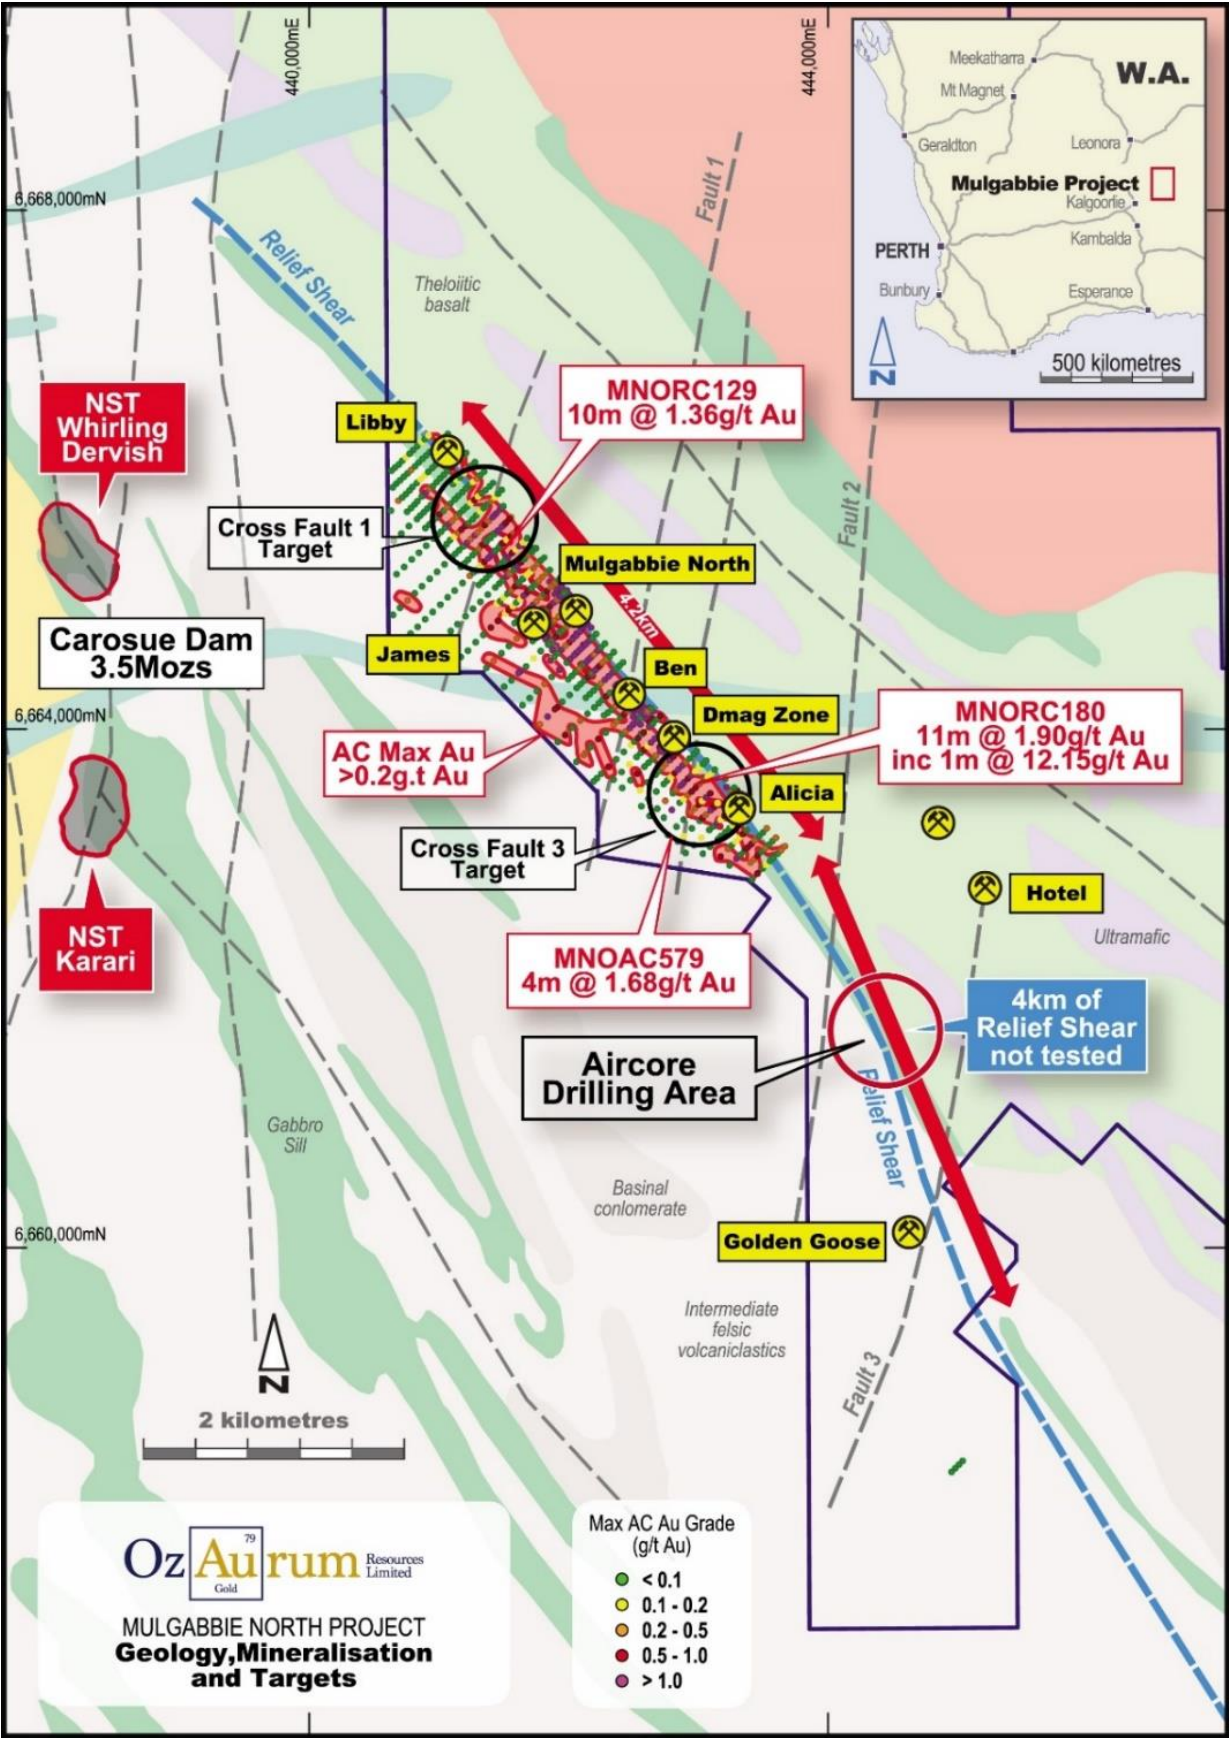 440,000mE
444,000mE
Meekatharra
W.A.
Mt Magnet
Geraldton
Leonora
Mulgabbie Project
Kalgoorlie
Kambalda
PERTH
Bunbury
Esperance
N
500 kilometres
6,668,000mN
Relief Shear
Theloiitic
basalt
Fault 1
NST
Whirling
Dervish
Libby
MNORC129
10m @ 1.36g/t Au
Fault 2
Cross Fault 1
Target
Mulgabbie North
4.2km
Carosue Dam
3.5Mozs
James
Ben
6,664,000mN
Dmag Zone
MNORC180
11m @ 1.90g/t Au
inc 1m @ 12.15g/t Au
AC Max Au
>0.2g.t Au
Alicia
Cross Fault 3
Target
Hotel
NST
Karari
Ultramafic
MNOAC579
4m @ 1.68g/t Au
4km of
Relief Shear
not tested
Aircore
Drilling Area
Relief Shear
Gabbro
Sill
Basinal
conlomerate
6,660,000mN
Golden Goose
Intermediate
felsic
volcaniclastics
Fault 3
N
2 kilometres
Oz Aurum Resources Limited
79
Gold
MULGABBIE NORTH PROJECT
Geology,Mineralisation
and Targets
Max AC Au Grade
(g/t Au)
< 0.1
0.1 - 0.2
0.2 - 0.5
0.5 - 1.0
> 1.0